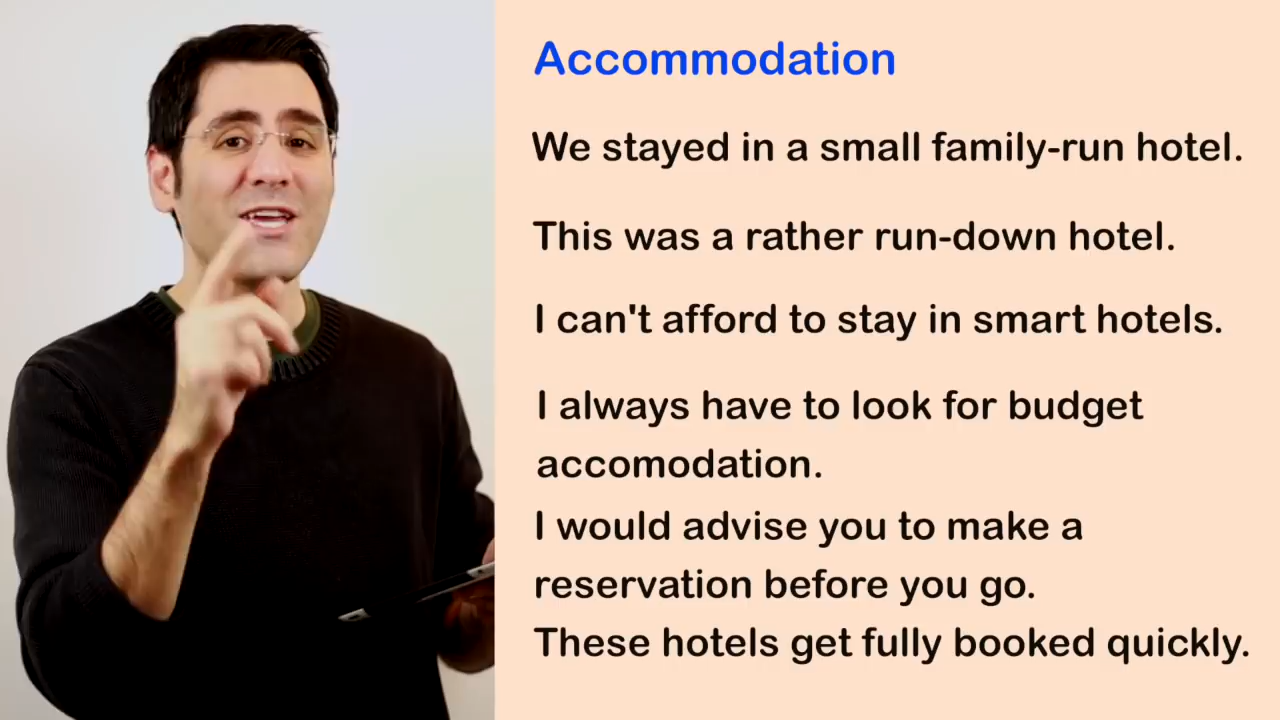 Accommodation
We stayed in a small family-run hotel.
This was a rather run-down hotel.
I can't afford to stay in smart hotels.
I always have to look for budget
accomodation.
I would advise you to make a
reservation before you go.
These hotels get fully booked quickly.